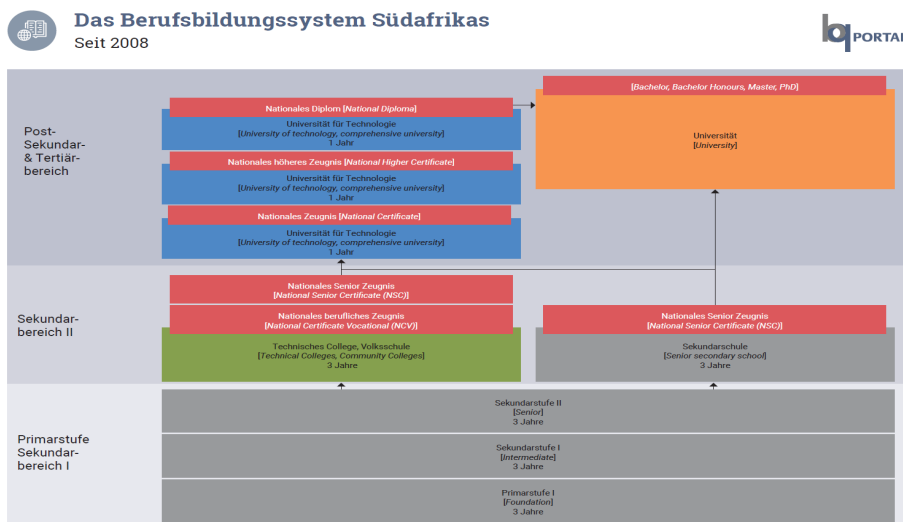 Das Berufsbildungssystem Südafrikas
Seit 2008
bq PORTAL
Post-
Sekundar-
& Tertiär-
bereich
Nationales Diplom [National Diploma]
Universität für Technologie
[University of technology, comprehensive university]
1 Jahr
Nationales höheres Zeugnis [National Higher Certificate]
Universität für Technologie
[University of technology, comprehensive university]
1 Jahr
Nationales Zeugnis [National Certificate]
Universität für Technologie
[University of technology, comprehensive university]
1 Jahr
[Bachelor, Bachelor Honours, Master, PhD]
Universität
[University]
Sekundar-
bereich II
Nationales Senior Zeugnis
[National Senior Certificate (NSC)]
Nationales berufliches Zeugnis
[National Certificate Vocational (NCV)]
Technisches College, Volksschule
[Technical Colleges, Community Colleges]
3 Jahre
Nationales Senior Zeugnis
[National Senior Certificate (NSC)]
Sekundarschule
[Senior secondary school]
3 Jahre
Primarstufe
Sekundar-
bereich I
Sekundarstufe II
[Senior]
3 Jahre
Sekundarstufe I
[Intermediate]
3 Jahre
Primarstufe I
[Foundation]
3 Jahre